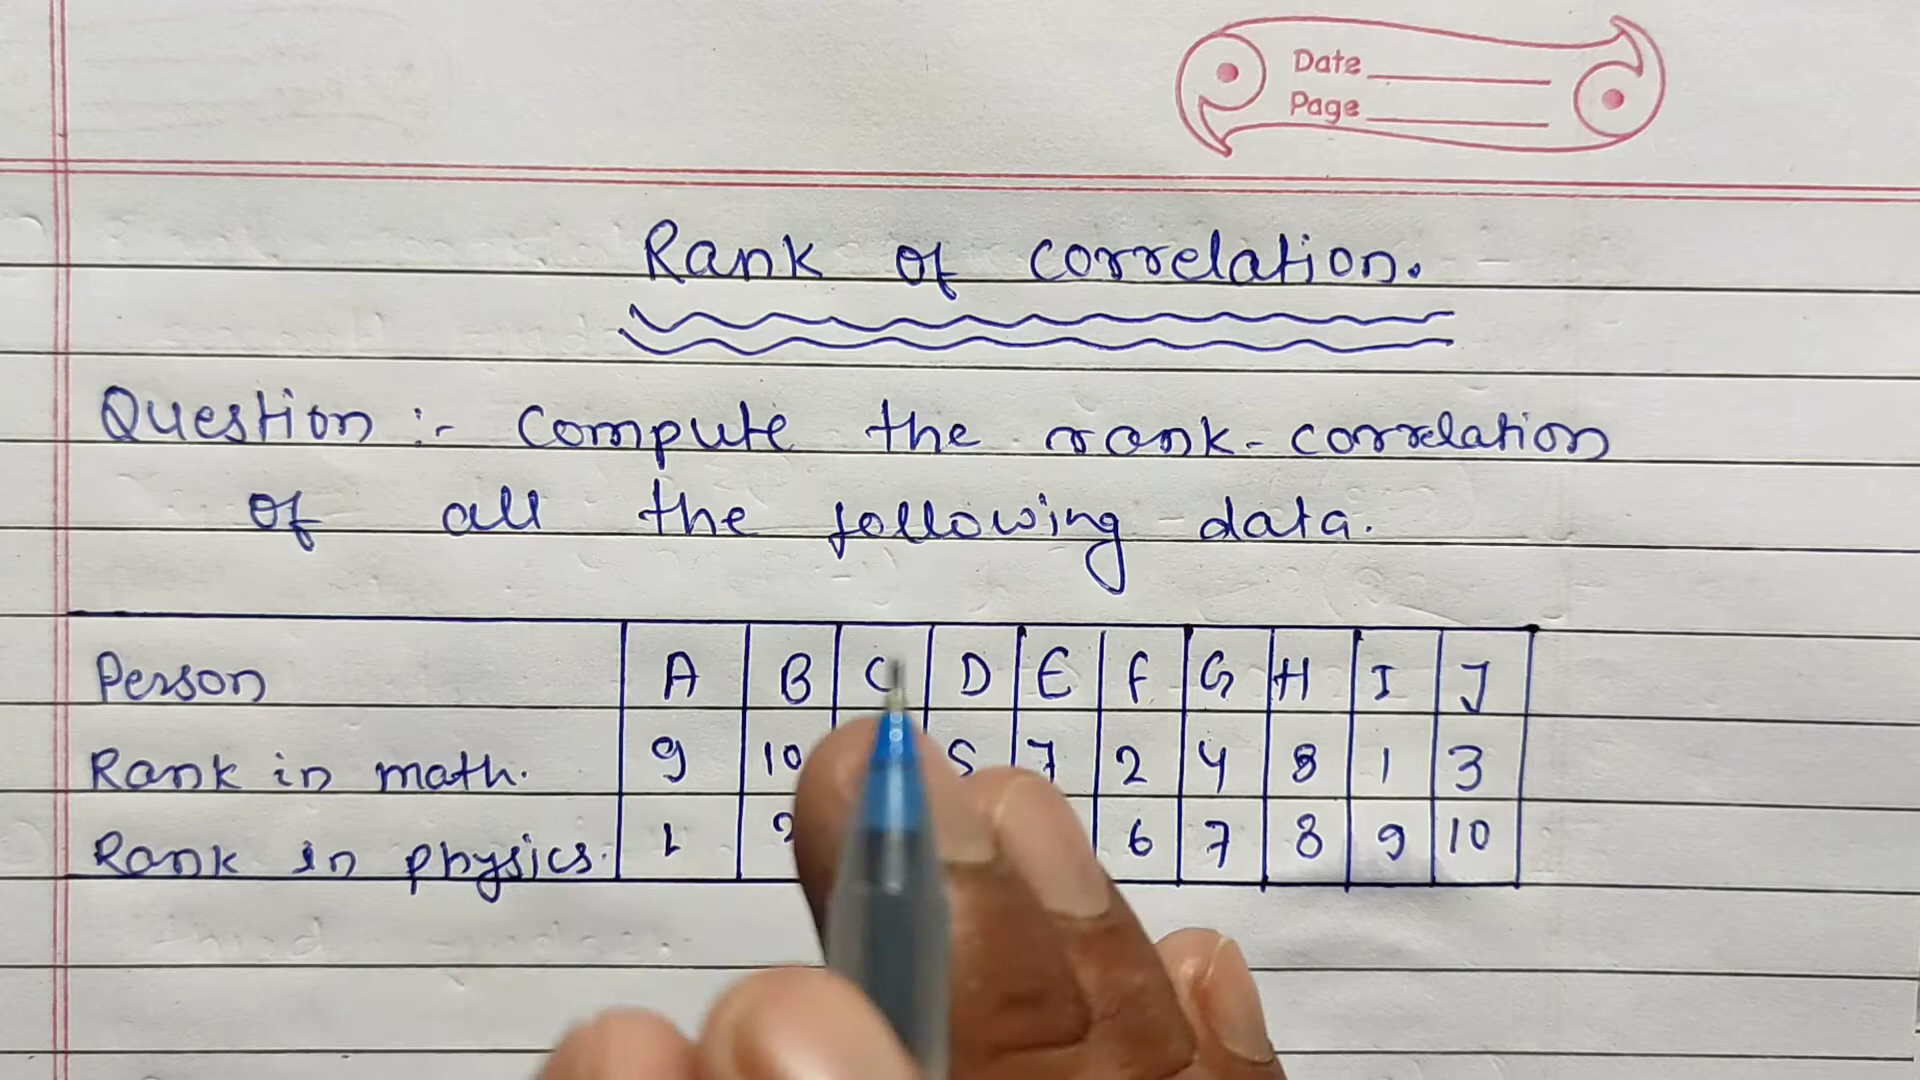 Date
Page
Rank of correlation.
Question :- Compute the rank-correlation
of all the following data.
Person A B C D E F G H I J
Rank in math. 9 10 5 7 2 4 8 1 3
Rank in physics. 1 6 7 8 9 10